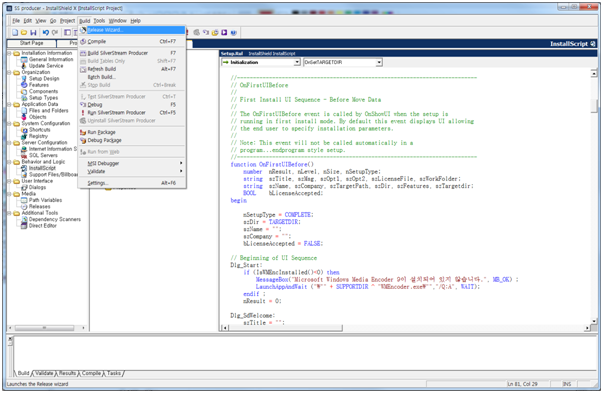 SS producer - InstallShield X [InstallScript Project]
File Edit View Go Project Build Tools Window Help
Start Page
InstallScript
Installation Information
General Information
Update Service
Organization
Setup Design
Features
Components
Setup Types
Application Data
Files and Folders
Objects
System Configuration
Shortcuts
Registry
Server Configuration
Internet Information S
SQL Servers
Behavior and Logic
InstallScript
Support Files/Billboar
User Interface
Dialogs
Media
Path Variables
Releases
Additional Tools
Dependency Scanners
Direct Editor
Release Wizard...
Compile Ctrl+F7
Build SilverStream Producer F7
Build Tables Only Shift+F7
Refresh Build Alt+F7
Batch Build...
Stop Build Ctrl+Break
Test SilverStream Producer Ctrl+T
Debug F5
Run SilverStream Producer Ctrl+F5
Uninstall SilverStream Producer
Run Package
Debug Package
Run from Web
MSI Debugger
Validate
Settings... Alt+F6
Setup.Rul InstallShield InstallScript
Initialization OnSetTARGETDIR
//
// OnFirstUIBefore
//
// First Install UI Sequence - Before Move Data
//
// The OnFirstUIBefore event is called by OnShowUI when the setup is
// running in first install mode. By default this event displays UI allowing
// the end user to specify installation parameters.
//
// Note: This event will not be called automatically in a
// program...endprogram style setup.
//
function OnFirstUIBefore()
number nResult, nLevel, nSize, nSetupType;
string szTitle, szMsg, szOpt1, szOpt2, szLicenseFile, szWorkFolder;
string szName, szCompany, szTargetPath, szDir, szFeatures, szTargetdir;
BOOL bLicenseAccepted;
begin
nSetupType = COMPLETE;
szDir = TARGETDIR;
szName = "";
szCompany = "";
bLicenseAccepted = FALSE;
// Beginning of UI Sequence
Dlg_Start:
if (IsWMEncInstalled()=0) then
MessageBox("Microsoft Windows Media Encoder 9이 설치되어 있지 않습니다.", MB_OK) ;
LaunchAppAndWait ("₩"" + SUPPORTDIR ^ "WMEncoder.exe₩"","/Q:A", WAIT);
endif ;
nResult = 0;
Dlg_SdWelcome:
szTitle = "";
Build Validate Results Compile Tasks
Launches the Release wizard
Ln 81, Col 29 INS